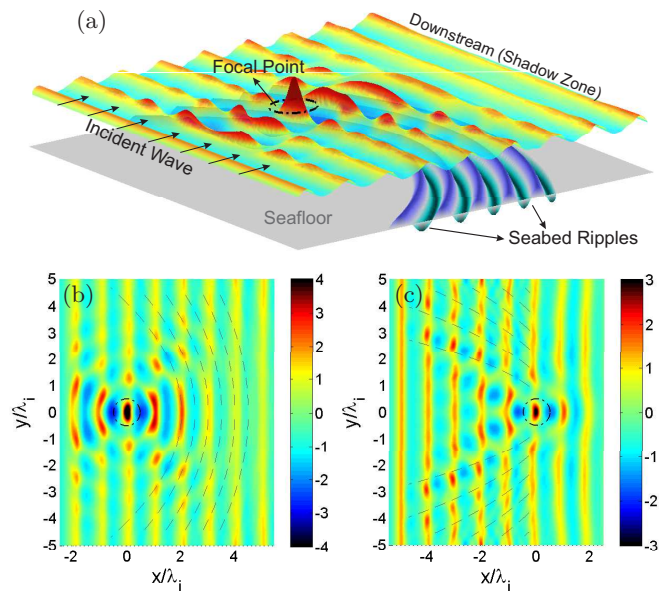 (a)
Downstream (Shadow Zone)
Focal Point
Incident Wave
Seafloor
Seabed Ripples
(b)
5
4
3
2
1
0
-1
-2
-3
-4
-5
y/λi
-2 0 2 4
x/λi
4
3
2
1
0
-1
-2
-3
-4
(c)
5
4
3
2
1
0
-1
-2
-3
-4
5
y/λi
-4 -2 0 2
x/λi
3
2
1
0
-1
-2
-3